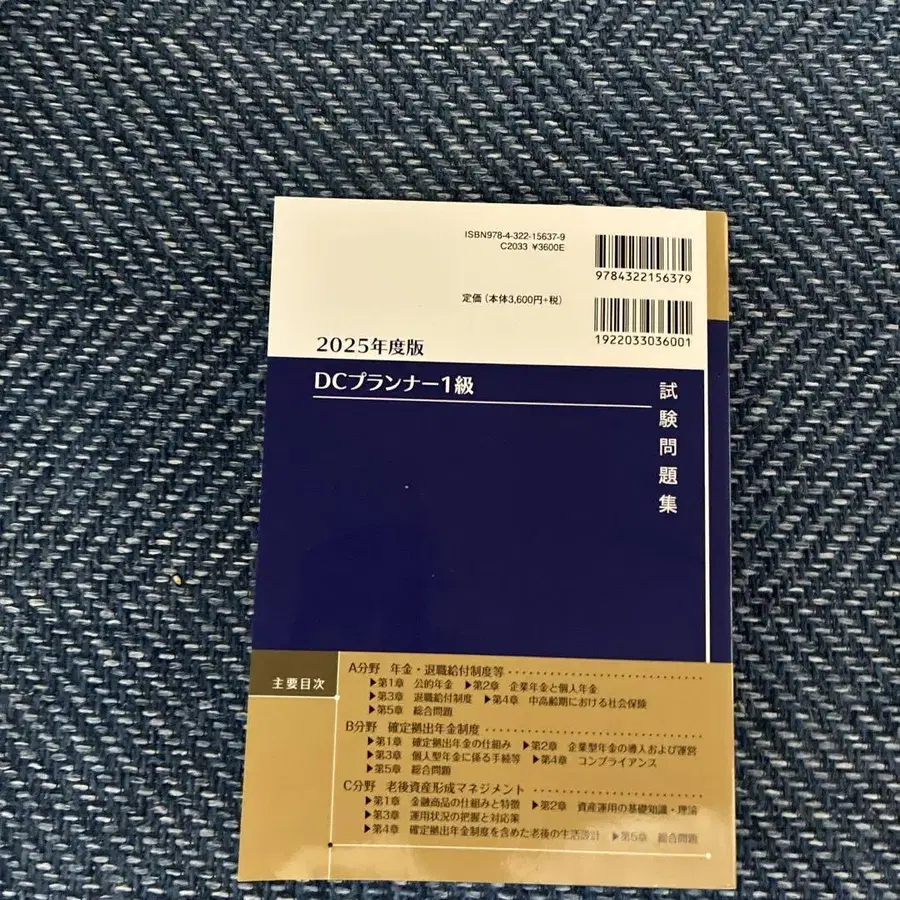 ISBN978-4-322-15637-9
C2033 ¥3600E
9784322156379
定価(本体3,600円+税)
1922033036001
2025年度版
DCプランナー1級
試験問題集
主要目次
A分野 年金・退職給付制度等
▶第1章 公的年金 ▶第2章 企業年金と個人年金
▶第3章 退職給付制度 ▶第4章 中高齢期における社会保険
▶第5章 総合問題
B分野 確定拠出年金制度
▶第1章 確定拠出年金の仕組み ▶第2章 企業型年金の導入および運営
▶第3章 個人型年金に係る手続等 ▶第4章 コンプライアンス
▶第5章 総合問題
C分野 老後資産形成マネジメント
▶第1章 金融商品の仕組みと特徴 ▶第2章 資産運用の基礎知識・理論
▶第3章 運用状況の把握と対応策
▶第4章 確定拠出年金制度を含めた老後の生活設計 ▶第5章 総合問題